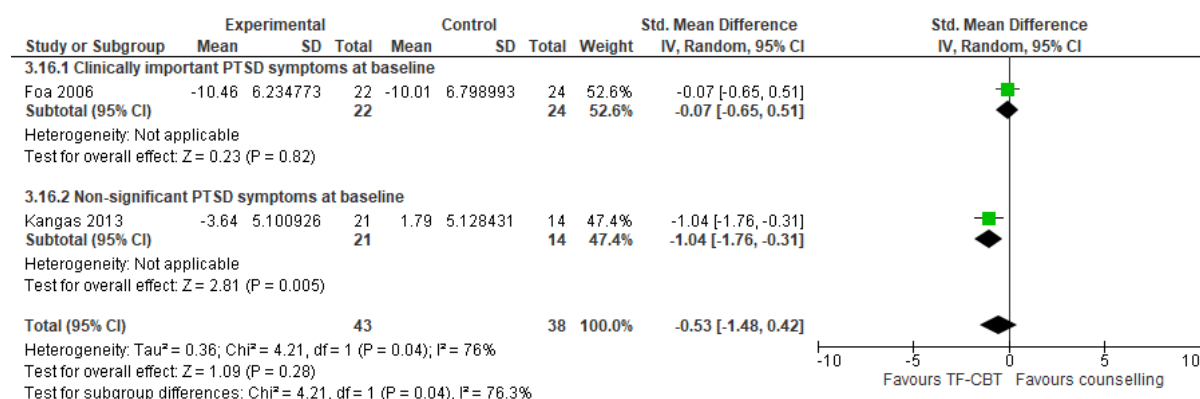 Experimental Control Std. Mean Difference Std. Mean Difference
Study or Subgroup Mean SD Total Mean SD Total Weight IV, Random, 95% CI IV, Random, 95% CI
3.16.1 Clinically important PTSD symptoms at baseline
Foa 2006 -10.46 6.234773 22 -10.01 6.798993 24 52.6% -0.07 [-0.65, 0.51]
Subtotal (95% CI) 22 24 52.6% -0.07 [-0.65, 0.51]
Heterogeneity: Not applicable
Test for overall effect: Z = 0.23 (P = 0.82)
3.16.2 Non-significant PTSD symptoms at baseline
Kangas 2013 -3.64 5.100926 21 1.79 5.128431 14 47.4% -1.04 [-1.76, -0.31]
Subtotal (95% CI) 21 14 47.4% -1.04 [-1.76, -0.31]
Heterogeneity: Not applicable
Test for overall effect: Z = 2.81 (P = 0.005)
Total (95% CI) 43 38 100.0% -0.53 [-1.48, 0.42]
Heterogeneity: Tau² = 0.36; Chi² = 4.21, df = 1 (P = 0.04); I² = 76%
Test for overall effect: Z = 1.09 (P = 0.28)
Test for subgroup differences: Chi² = 4.21, df = 1 (P = 0.04), I² = 76.3%
-10 -5 0 5 10
Favours TF-CBT Favours counselling